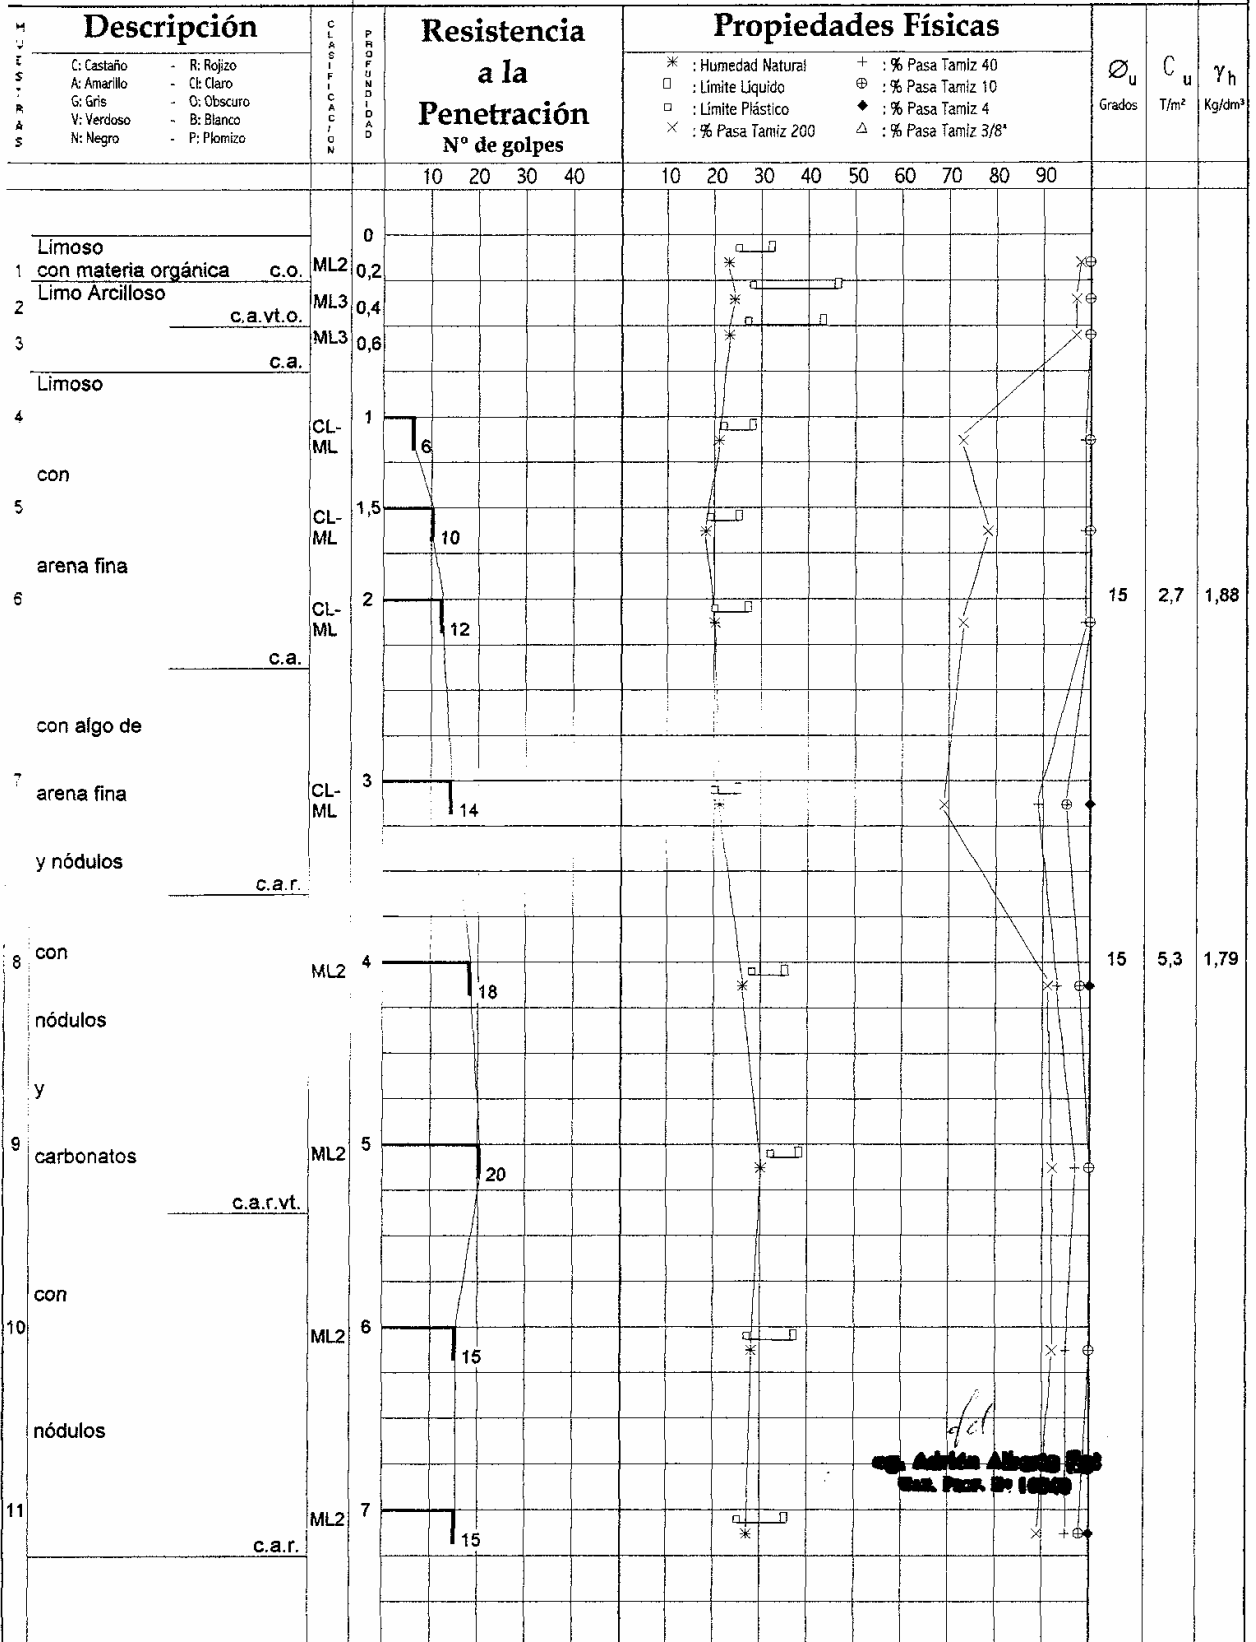 MUESTRAS
Descripción
C: Castaño - R: Rojizo
A: Amarillo - Cl: Claro
G: Gris - O: Obscuro
V: Verdoso - B: Blanco
N: Negro - P: Plomizo
CLASIFICACION
PROFUNDIDAD
Resistencia
a la
Penetración
Nº de golpes
Propiedades Físicas
* : Humedad Natural + : % Pasa Tamiz 40
: Límite Líquido ⊕ : % Pasa Tamiz 10
: Límite Plástico ◆ : % Pasa Tamiz 4
× : % Pasa Tamiz 200 △ : % Pasa Tamiz 3/8"
Øu Cu γh
Grados T/m² Kg/dm³
10 20 30 40 10 20 30 40 50 60 70 80 90
0
Limoso
1 con materia orgánica c.o. ML2 0,2
Limo Arcilloso
2 c.a.vt.o. ML3 0,4
3 ML3 0,6
c.a.
Limoso
4 CL-ML 1 6
con
5 CL-ML 1,5 10
arena fina
6 CL-ML 2 12 15 2,7 1,88
c.a.
con algo de
7 arena fina CL-ML 3 14
y nódulos
c.a.r.
8 con ML2 4 18 15 5,3 1,79
nódulos
y
9 carbonatos ML2 5 20
c.a.r.vt.
con
10 ML2 6 15
nódulos
Adrián Alberto
11 ML2 7 15
c.a.r.